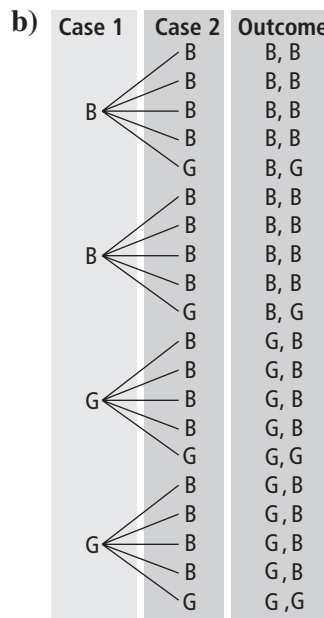 b) Case 1 Case 2 Outcome
B B, B
B B, B
B B B, B
B B, B
G B, G
B B, B
B B, B
B B B, B
B B, B
G B, G
B G, B
B G, B
G B G, B
B G, B
G G, G
B G , B
B G , B
G B G , B
B G , B
G G ,G